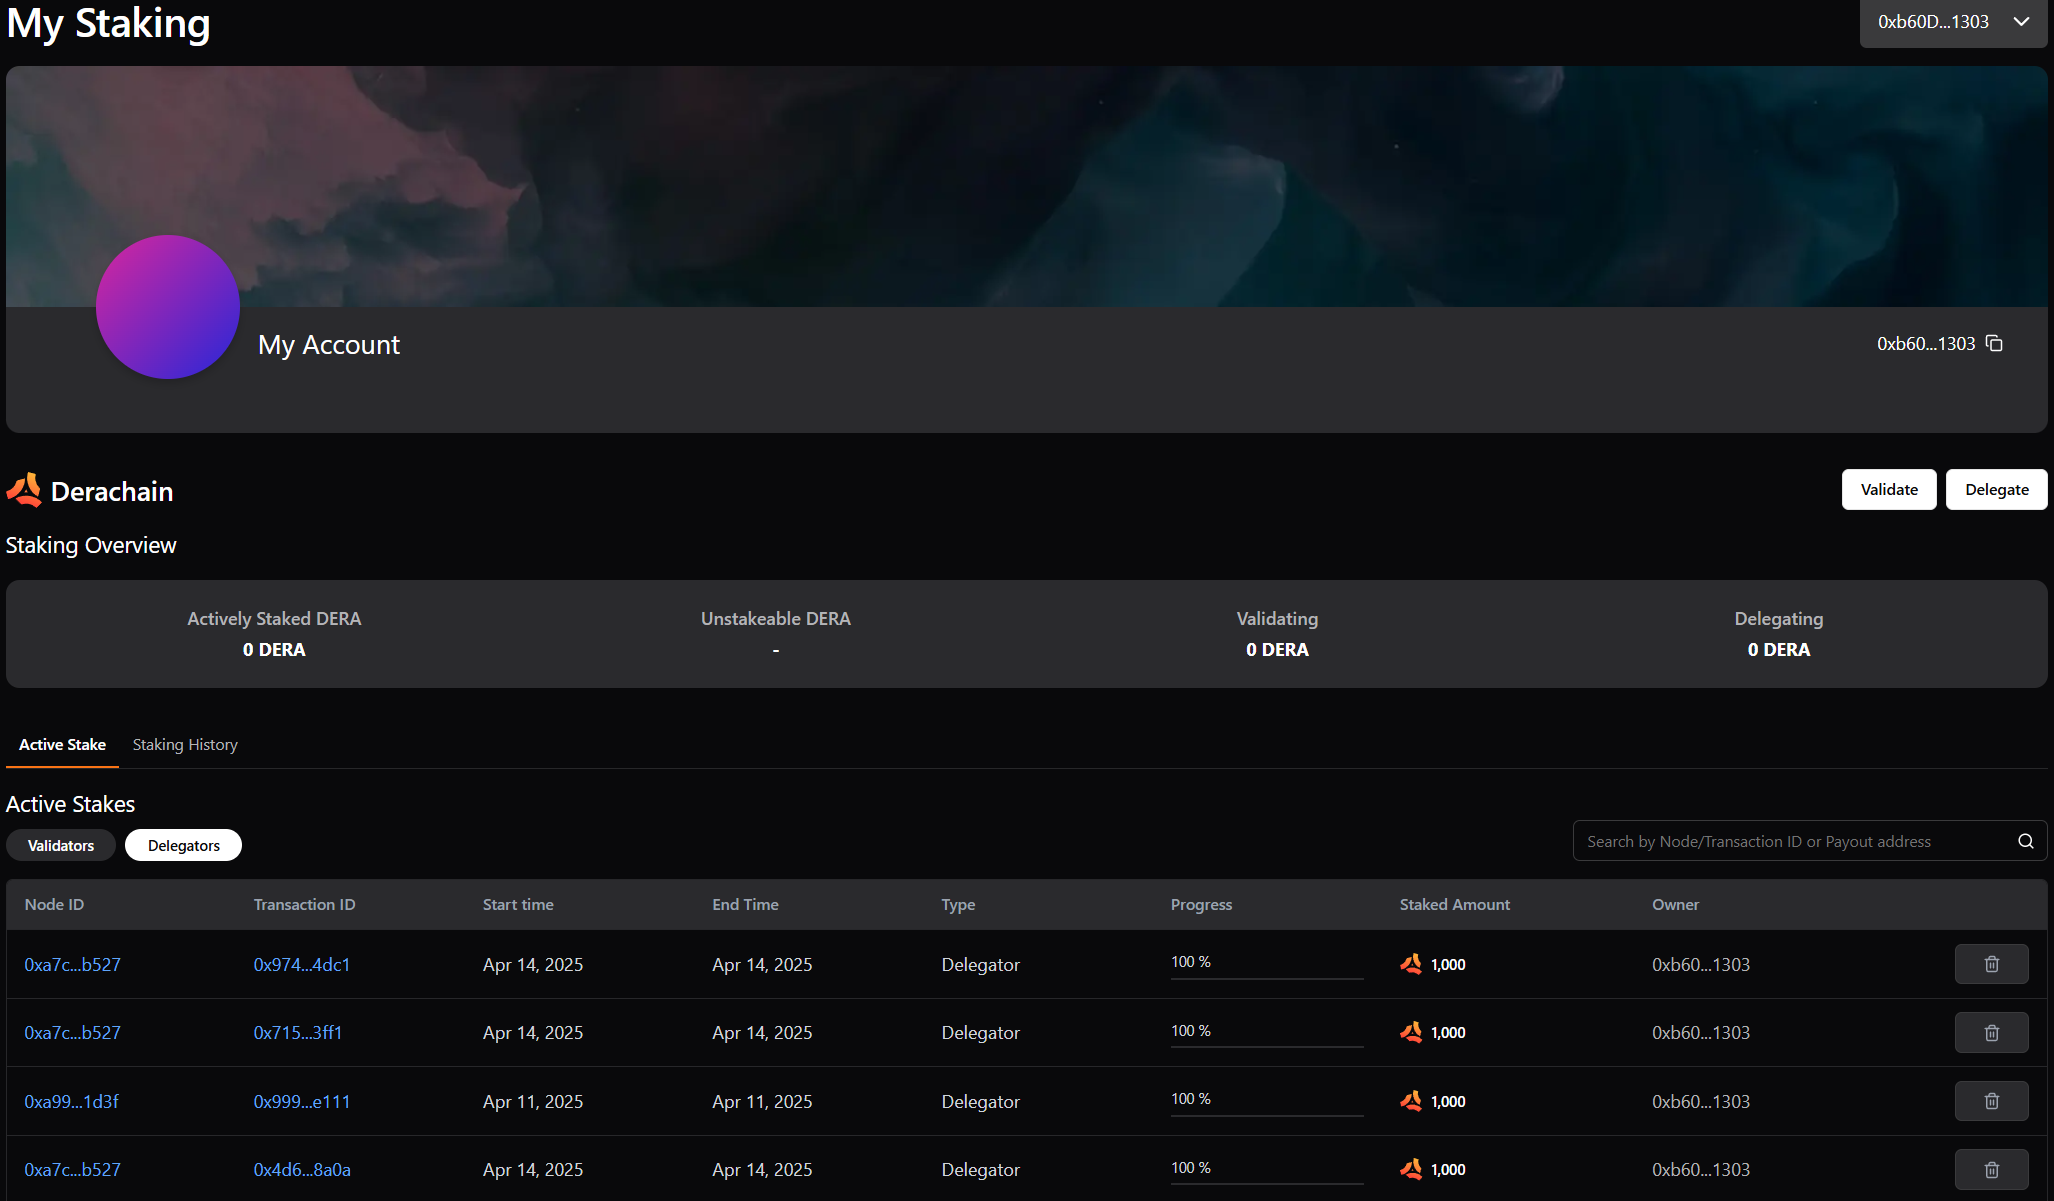 My Staking
0xb60D...1303
My Account
0xb60...1303
Derachain
Validate
Delegate
Staking Overview
Actively Staked DERA
0 DERA
Unstakeable DERA
-
Validating
0 DERA
Delegating
0 DERA
Active Stake
Staking History
Active Stakes
Validators
Delegators
Search by Node/Transaction ID or Payout address
Node ID Transaction ID Start time End Time Type Progress Staked Amount Owner
0xa7c...b527 0x974...4dc1 Apr 14, 2025 Apr 14, 2025 Delegator 100 % 1,000 0xb60...1303
0xa7c...b527 0x715...3ff1 Apr 14, 2025 Apr 14, 2025 Delegator 100 % 1,000 0xb60...1303
0xa99...1d3f 0x999...e111 Apr 11, 2025 Apr 11, 2025 Delegator 100 % 1,000 0xb60...1303
0xa7c...b527 0x4d6...8a0a Apr 14, 2025 Apr 14, 2025 Delegator 100 % 1,000 0xb60...1303